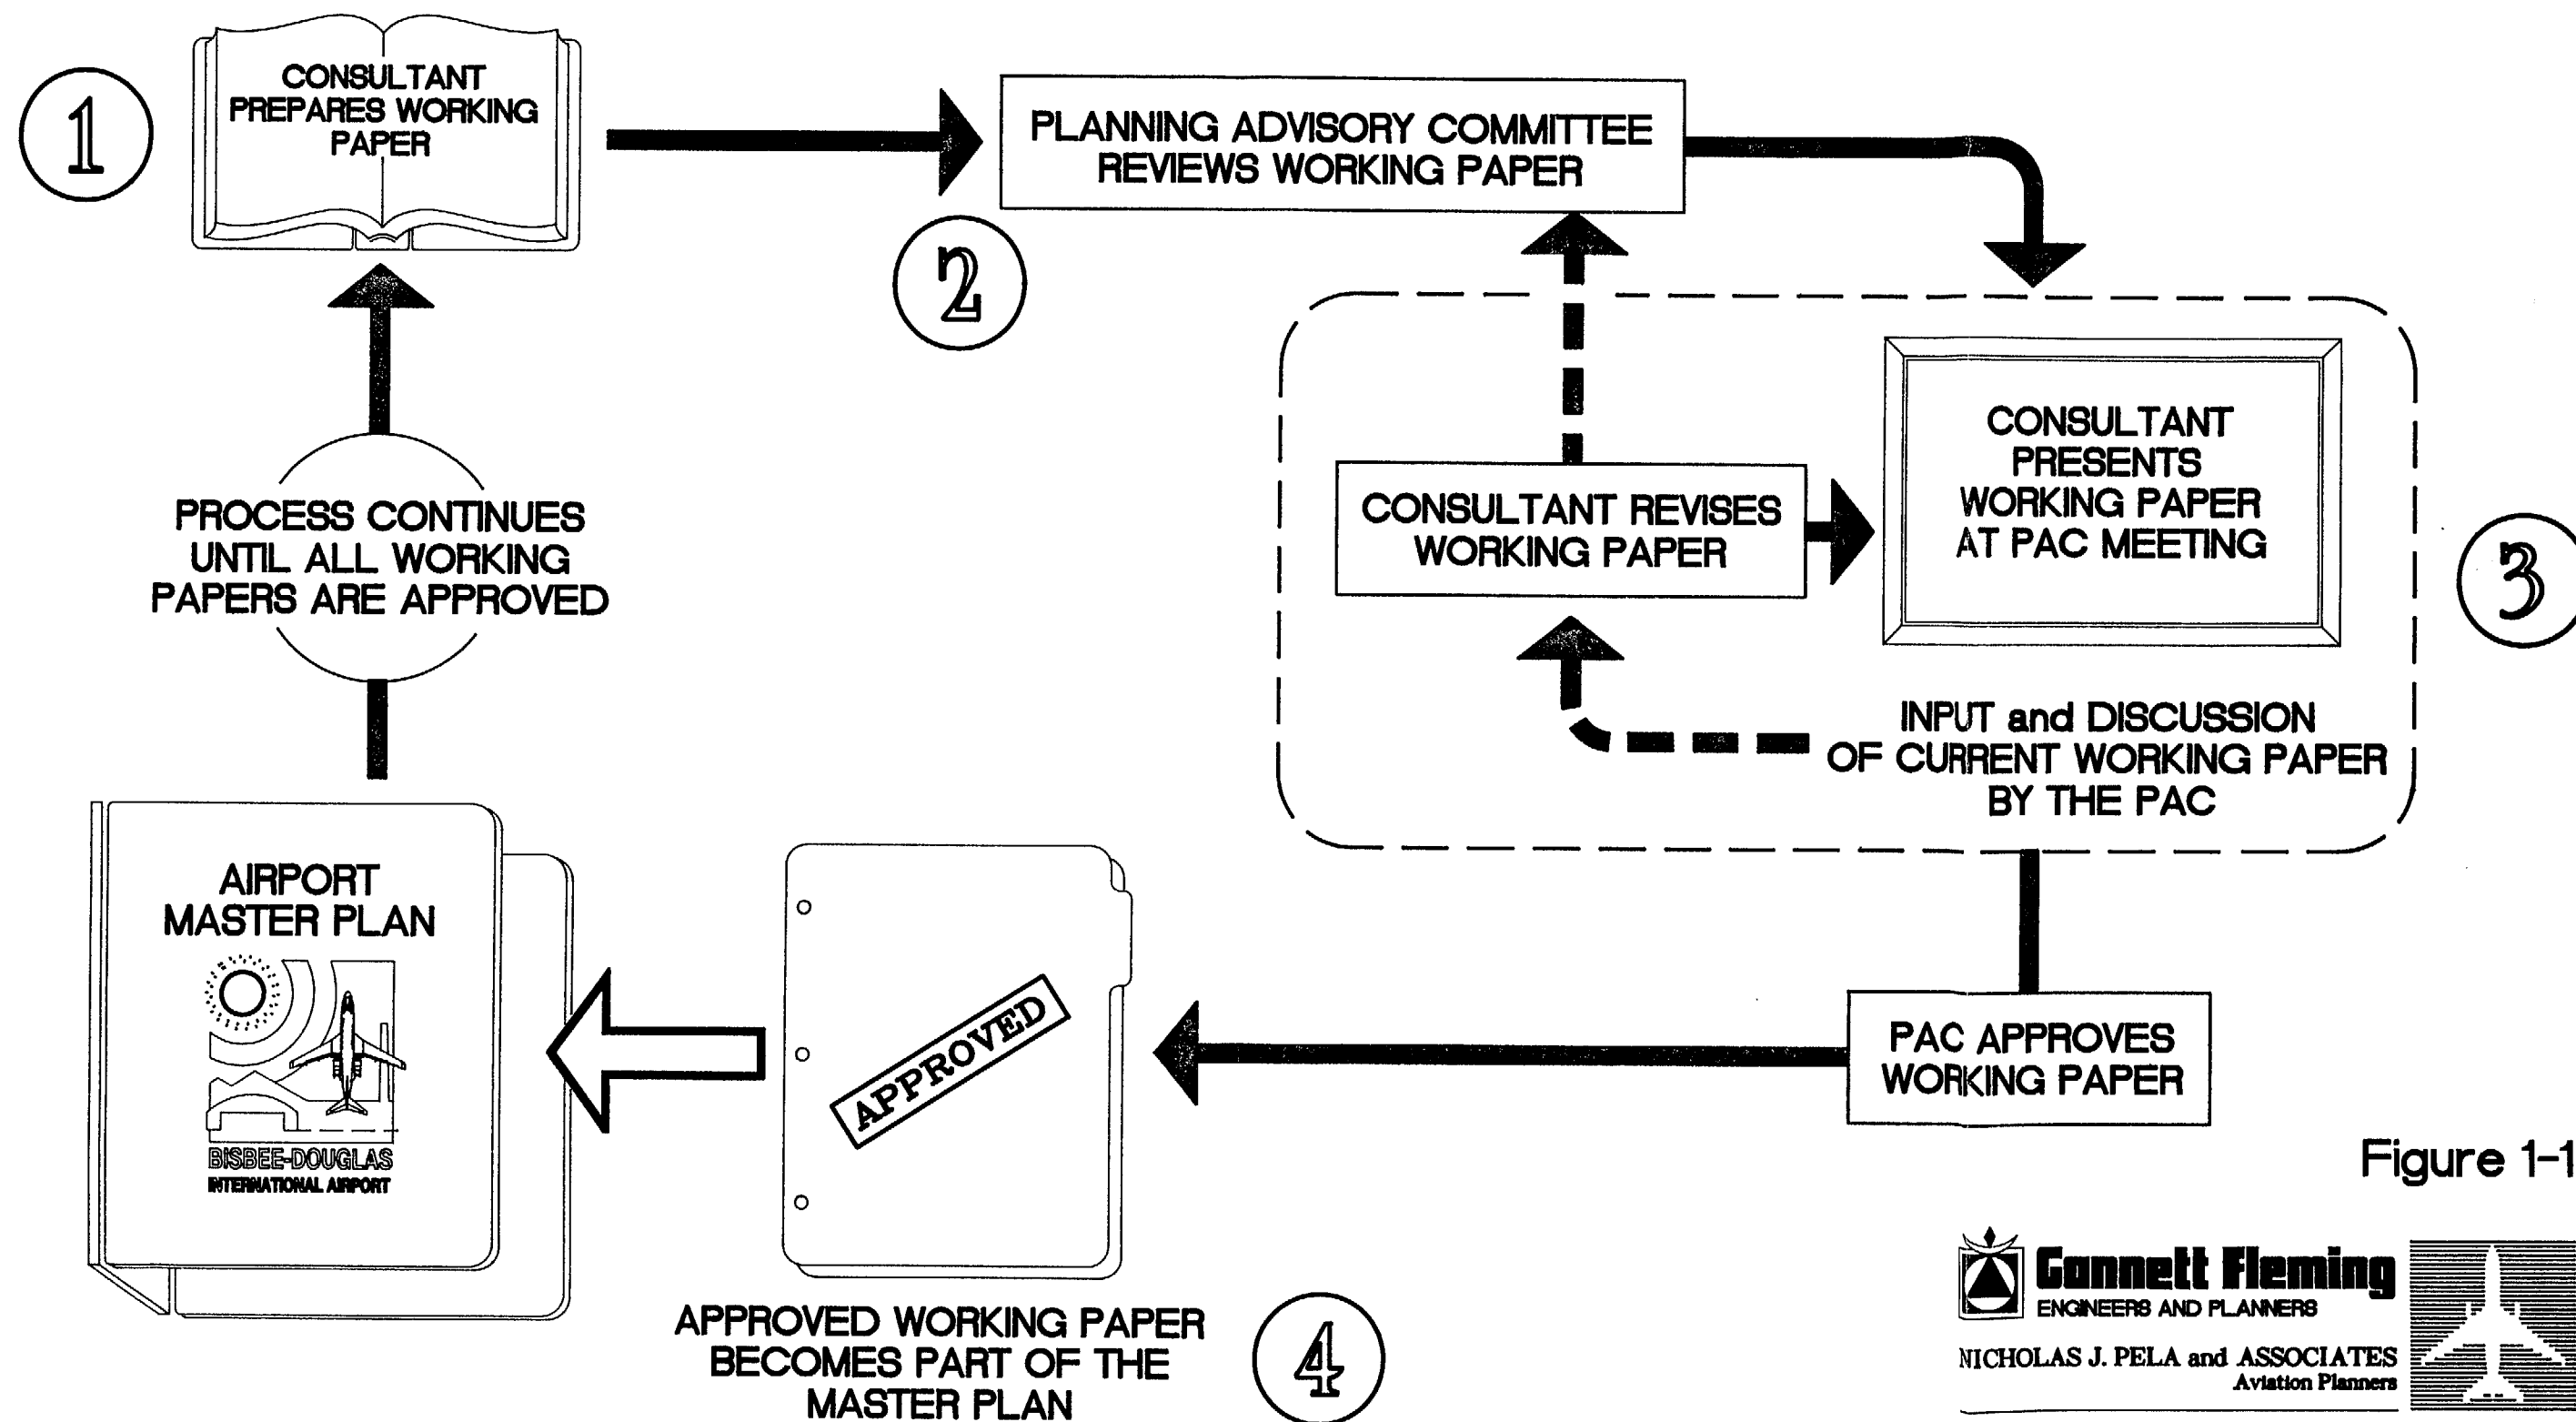 1
CONSULTANT
PREPARES WORKING
PAPER
PLANNING ADVISORY COMMITTEE
REVIEWS WORKING PAPER
2
CONSULTANT
PRESENTS
WORKING PAPER
AT PAC MEETING
CONSULTANT REVISES
WORKING PAPER
3
INPUT and DISCUSSION
OF CURRENT WORKING PAPER
BY THE PAC
PROCESS CONTINUES
UNTIL ALL WORKING
PAPERS ARE APPROVED
AIRPORT
MASTER PLAN
BISBEE-DOUGLAS
INTERNATIONAL AIRPORT
APPROVED
PAC APPROVES
WORKING PAPER
APPROVED WORKING PAPER
BECOMES PART OF THE
MASTER PLAN
4
Figure 1-1
Gannett Fleming
ENGINEERS AND PLANNERS
NICHOLAS J. PELA and ASSOCIATES
Aviation Planners